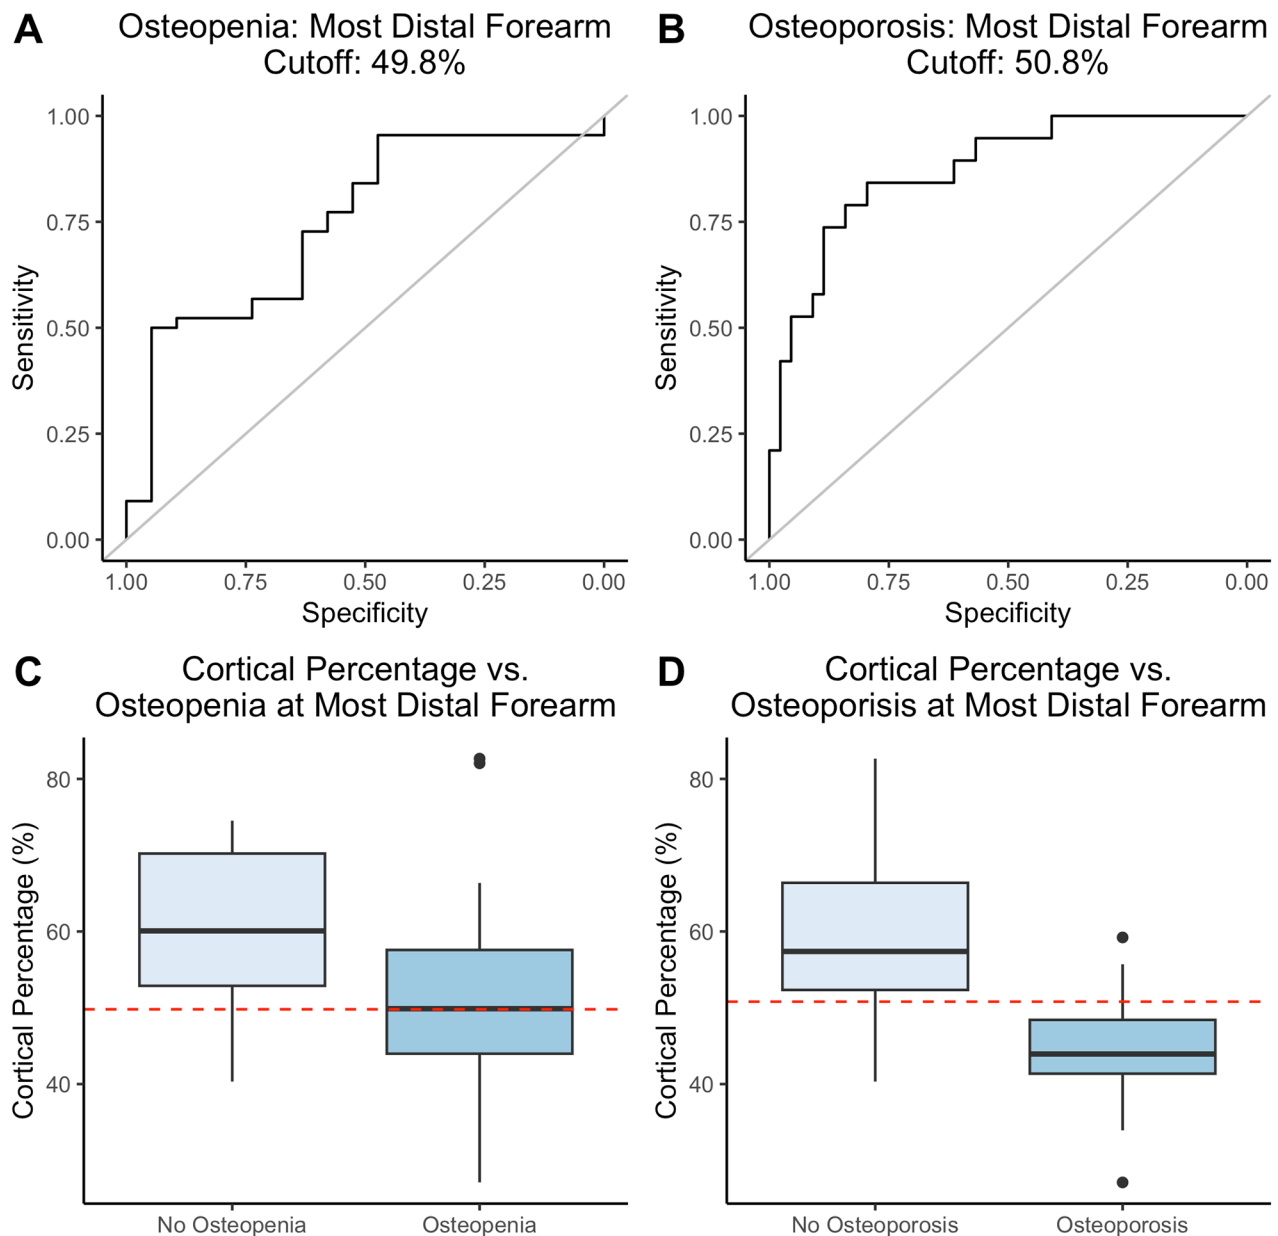 A
Osteopenia: Most Distal Forearm
Cutoff: 49.8%
1.00
0.75
0.50
0.25
0.00
Sensitivity
1.00 0.75 0.50 0.25 0.00
Specificity
B
Osteoporosis: Most Distal Forearm
Cutoff: 50.8%
1.00
0.75
0.50
0.25
0.00
Sensitivity
1.00 0.75 0.50 0.25 0.00
Specificity
C
Cortical Percentage vs.
Osteopenia at Most Distal Forearm
80
60
40
Cortical Percentage (%)
No Osteopenia Osteopenia
D
Cortical Percentage vs.
Osteoporisis at Most Distal Forearm
80
60
40
Cortical Percentage (%)
No Osteoporosis Osteoporosis